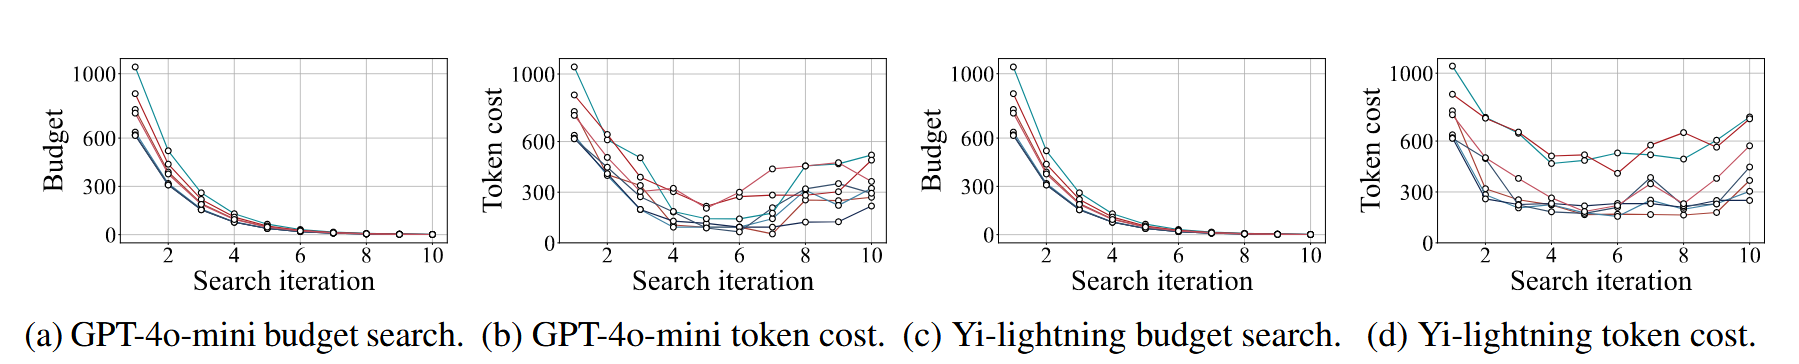 Budget
1000
600
300
0
2 4 6 8 10
Search iteration
(a) GPT-4o-mini budget search.
Token cost
1000
600
300
0
2 4 6 8 10
Search iteration
(b) GPT-4o-mini token cost.
Budget
1000
600
300
0
2 4 6 8 10
Search iteration
(c) Yi-lightning budget search.
Token cost
1000
600
300
0
2 4 6 8 10
Search iteration
(d) Yi-lightning token cost.